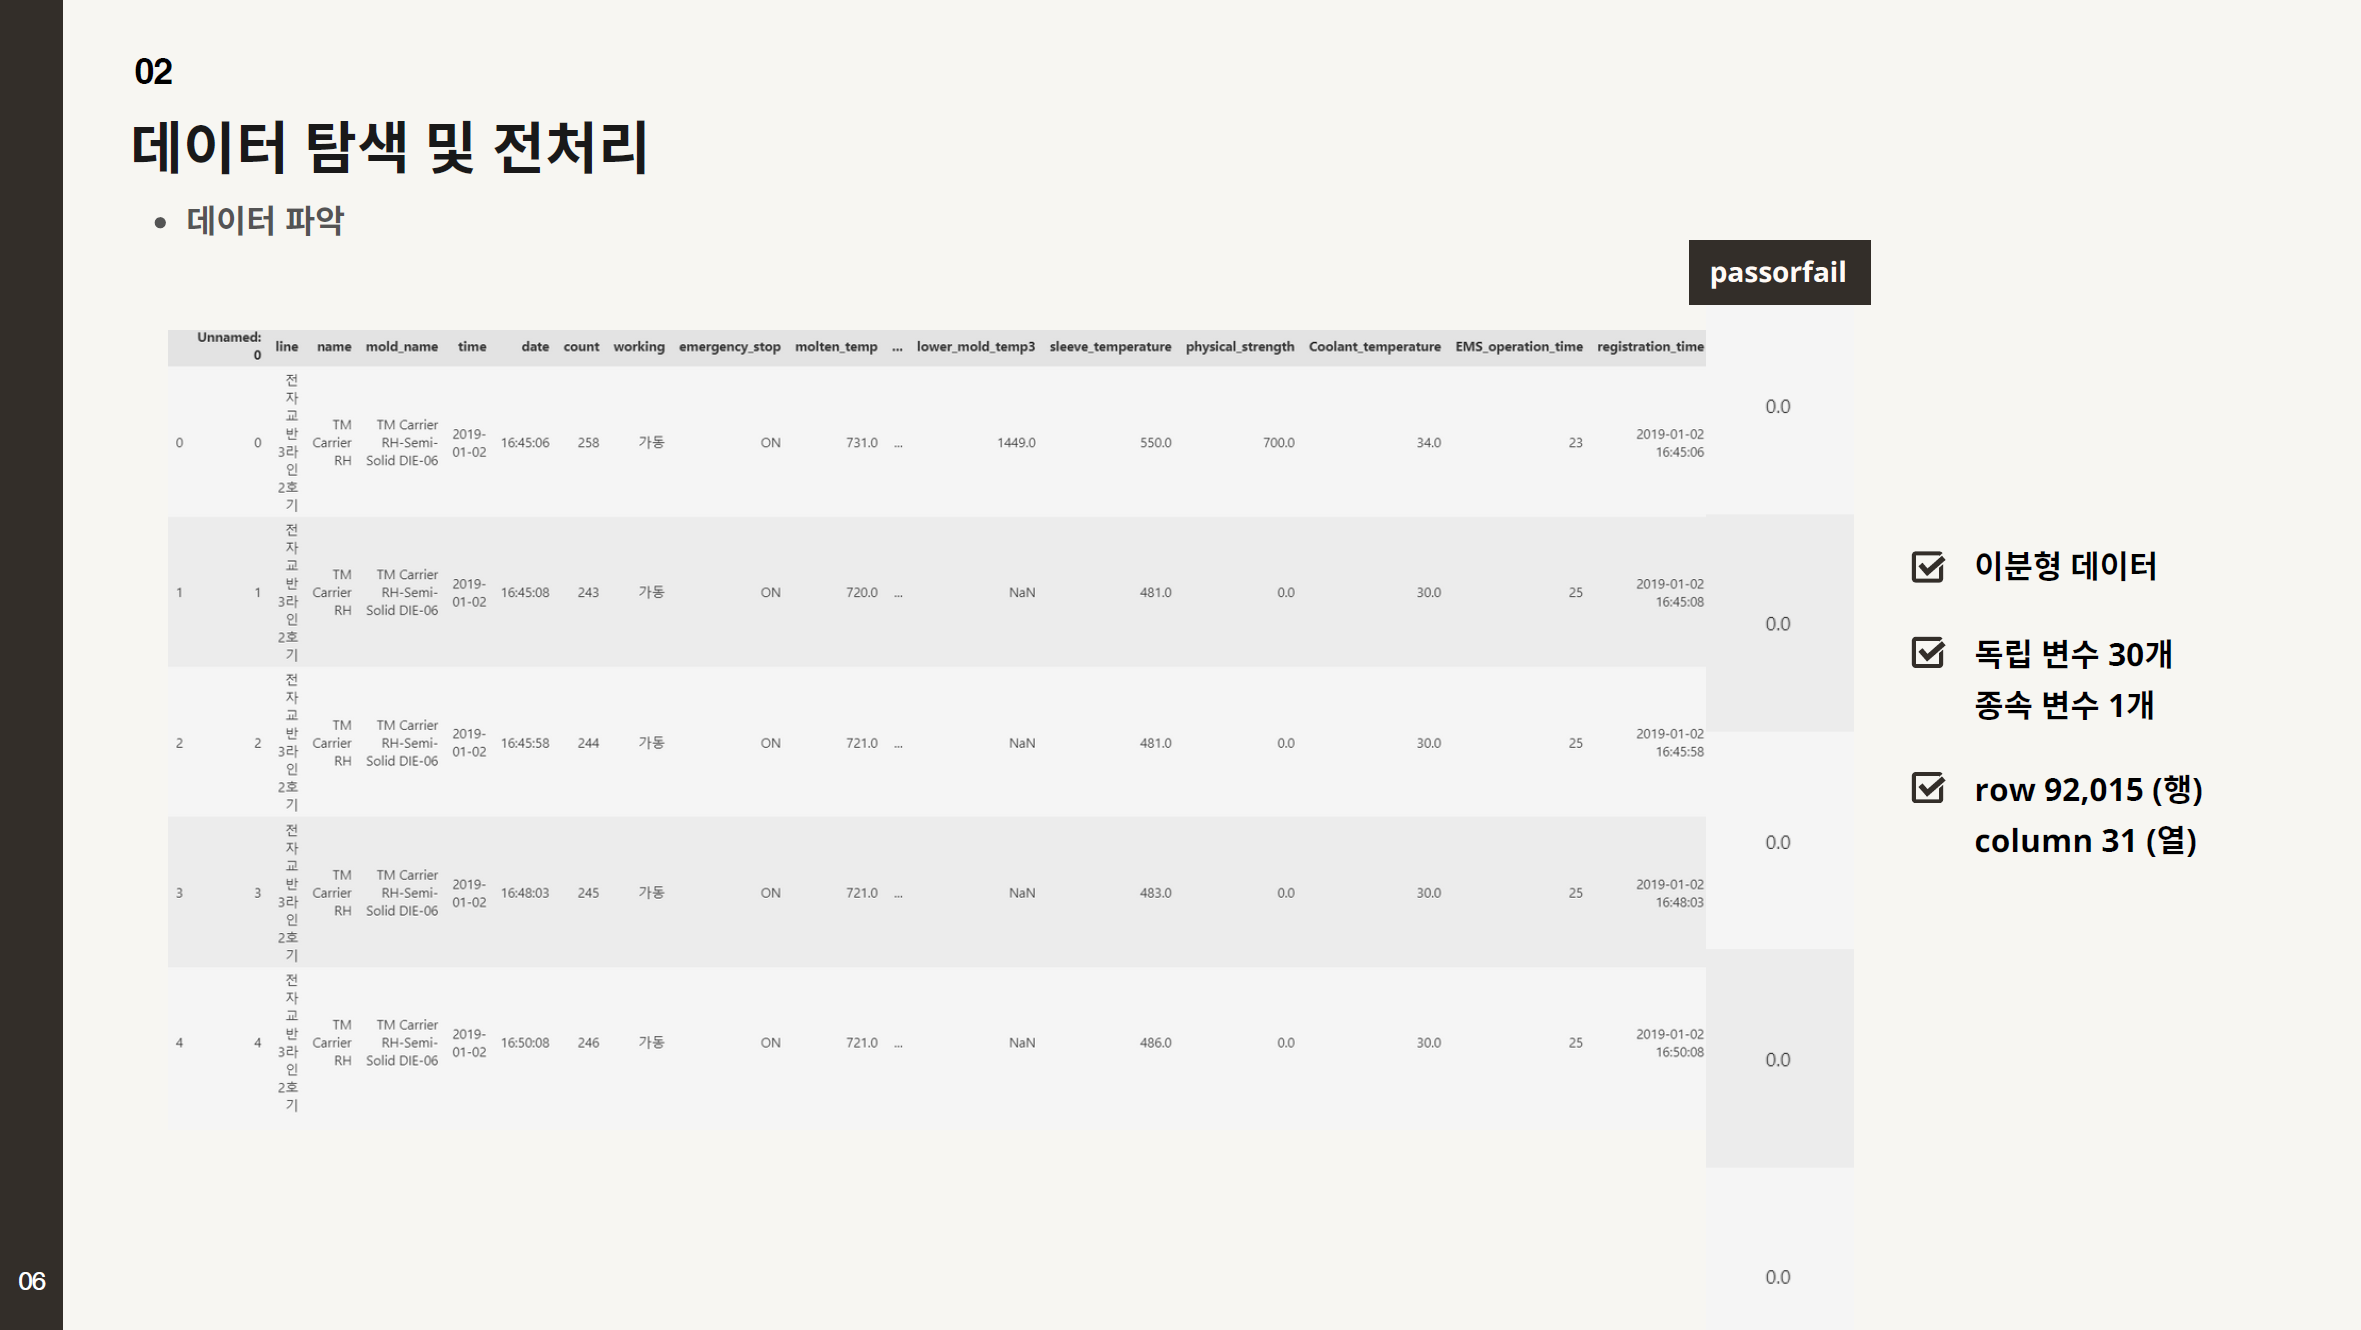 02
데이터 탐색 및 전처리
• 데이터 파악
passorfail
Unnamed: 0 line name mold_name time date count working emergency_stop molten_temp ... lower_mold_temp3 sleeve_temperature physical_strength Coolant_temperature EMS_operation_time registration_time
0 0 전자교반 3라인 2호기 TM Carrier RH TM Carrier RH-Semi-Solid DIE-06 2019-01-02 16:45:06 258 가동 ON 731.0 ... 1449.0 550.0 700.0 34.0 23 2019-01-02 16:45:06 0.0
1 1 전자교반 3라인 2호기 TM Carrier RH TM Carrier RH-Semi-Solid DIE-06 2019-01-02 16:45:08 243 가동 ON 720.0 ... NaN 481.0 0.0 30.0 25 2019-01-02 16:45:08 0.0
2 2 전자교반 3라인 2호기 TM Carrier RH TM Carrier RH-Semi-Solid DIE-06 2019-01-02 16:45:58 244 가동 ON 721.0 ... NaN 481.0 0.0 30.0 25 2019-01-02 16:45:58 0.0
3 3 전자교반 3라인 2호기 TM Carrier RH TM Carrier RH-Semi-Solid DIE-06 2019-01-02 16:48:03 245 가동 ON 721.0 ... NaN 483.0 0.0 30.0 25 2019-01-02 16:48:03 0.0
4 4 전자교반 3라인 2호기 TM Carrier RH TM Carrier RH-Semi-Solid DIE-06 2019-01-02 16:50:08 246 가동 ON 721.0 ... NaN 486.0 0.0 30.0 25 2019-01-02 16:50:08 0.0
이분형 데이터
독립 변수 30개
종속 변수 1개
row 92,015 (행)
column 31 (열)
06